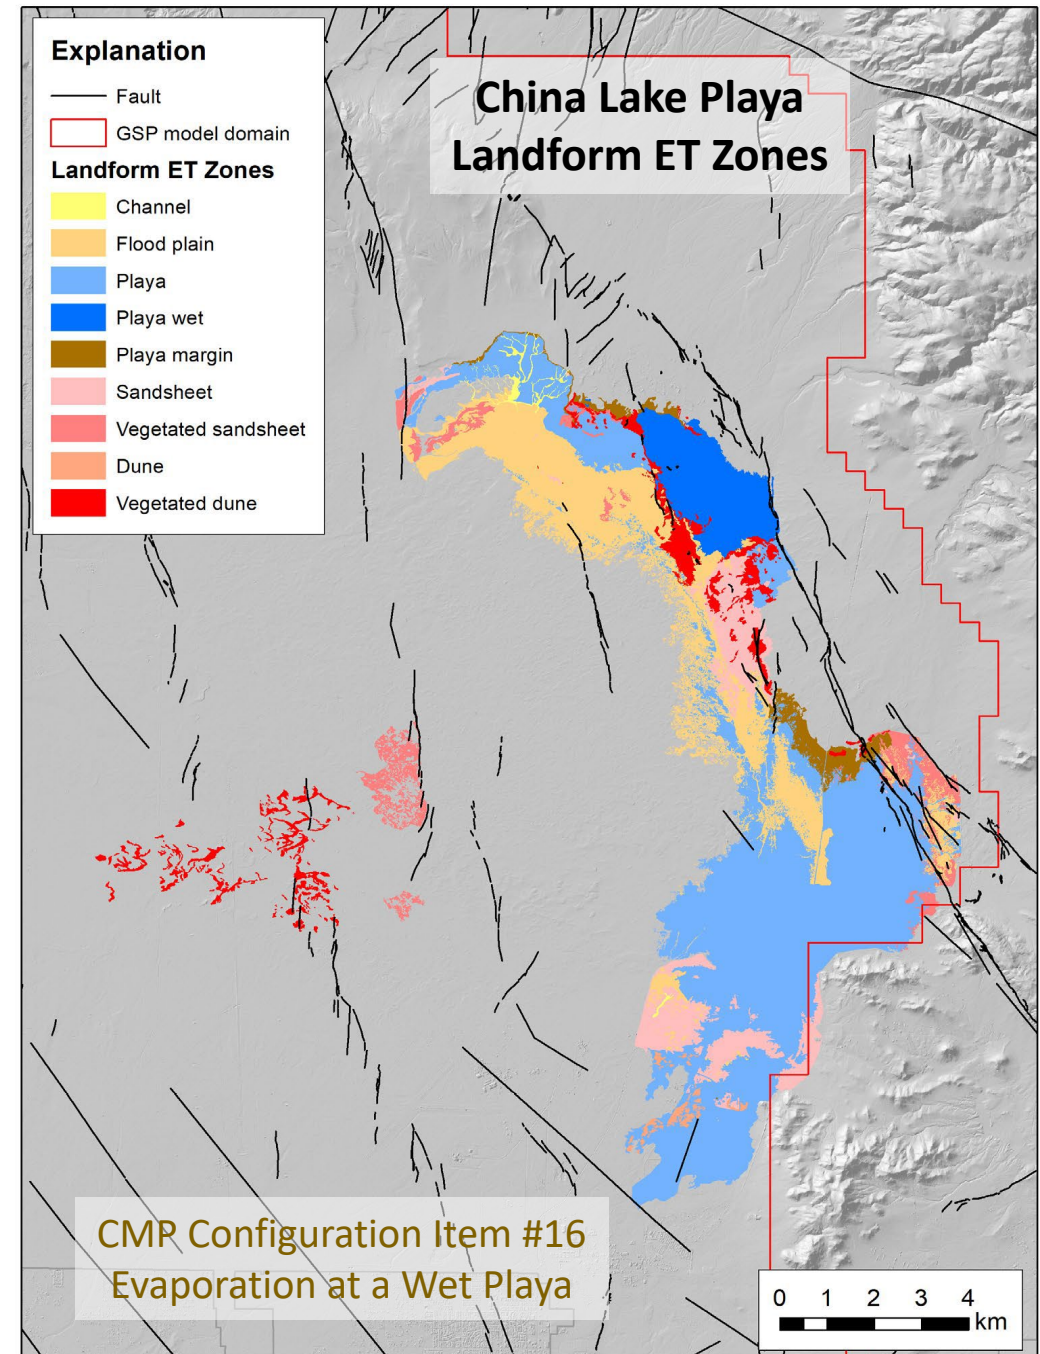 Explanation
Fault
GSP model domain
Landform ET Zones
Channel
Flood plain
Playa
Playa wet
Playa margin
Sandsheet
Vegetated sandsheet
Dune
Vegetated dune
China Lake Playa
Landform ET Zones
CMP Configuration Item #16
Evaporation at a Wet Playa
0 1 2 3 4
km